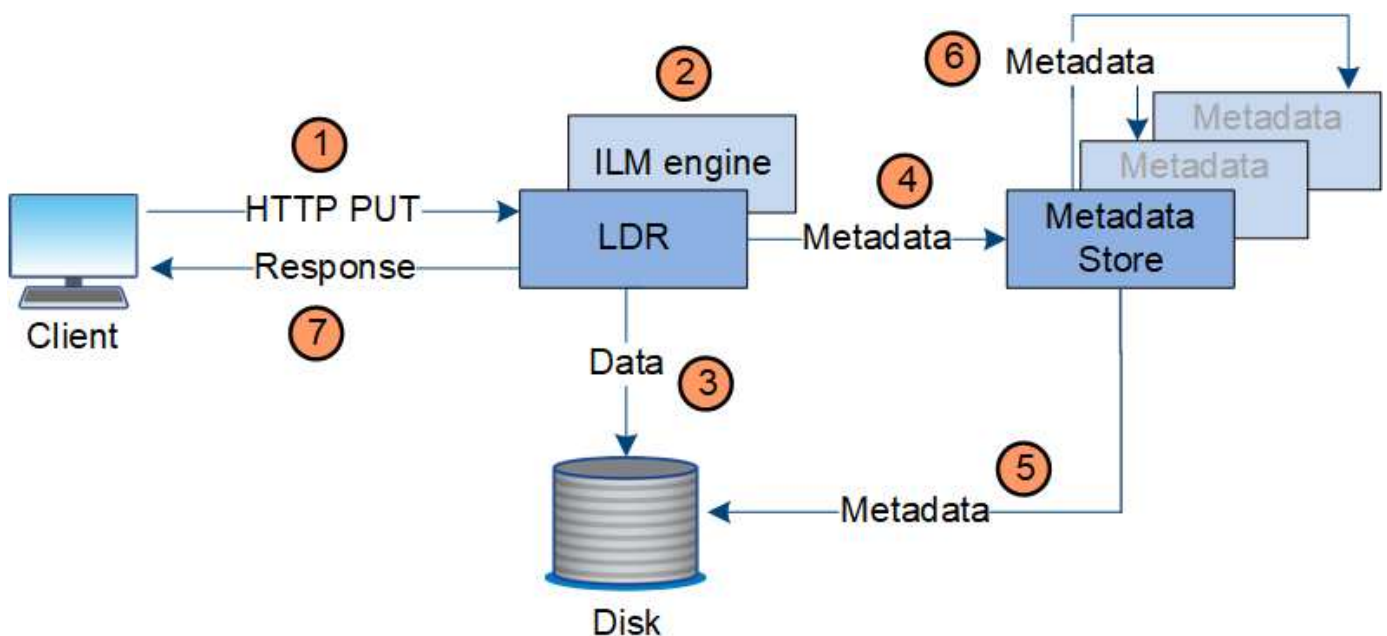 6
Metadata
2
Metadata
1
ILM engine
Metadata
4
HTTP PUT
LDR
Metadata
Metadata
Store
Response
7
Client
Data
3
5
Metadata
Disk